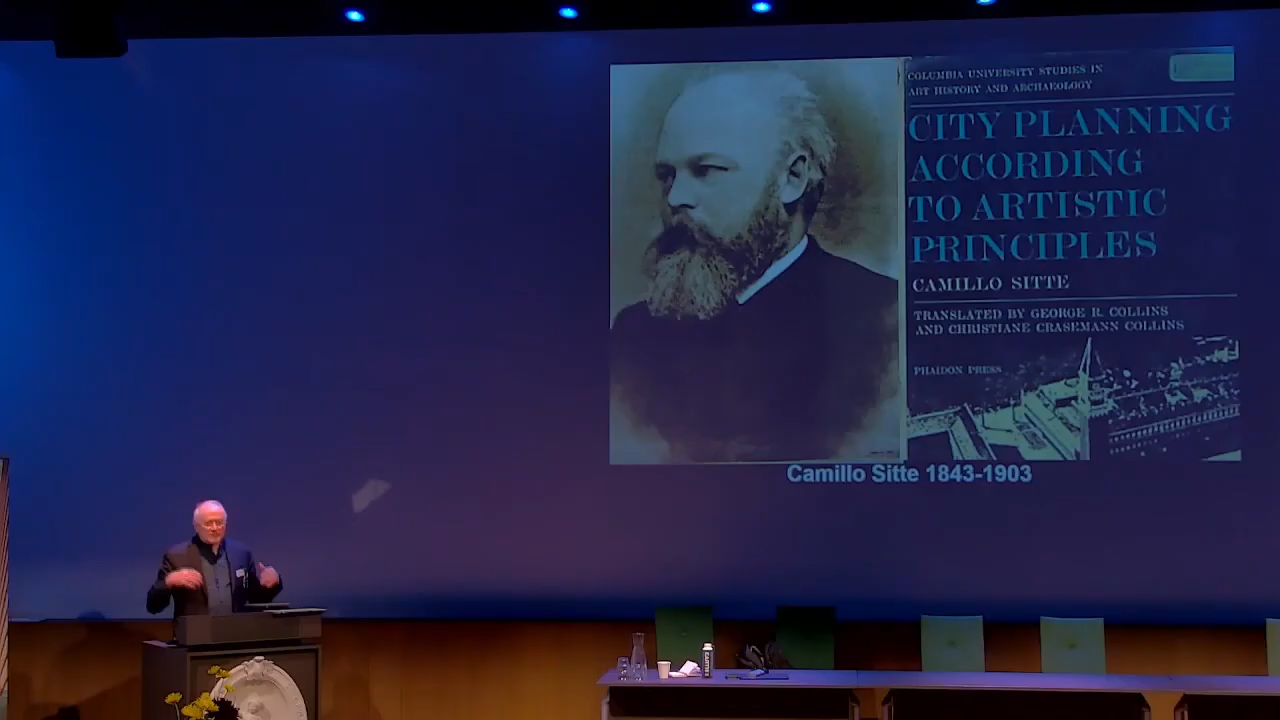 COLUMBIA UNIVERSITY STUDIES IN
ART HISTORY AND ARCHAEOLOGY
CITY PLANNING
ACCORDING
TO ARTISTIC
PRINCIPLES
CAMILLO SITTE
TRANSLATED BY GEORGE R. COLLINS
AND CHRISTIANE CRASEMANN COLLINS
PHAIDON PRESS
Camillo Sitte 1843-1903